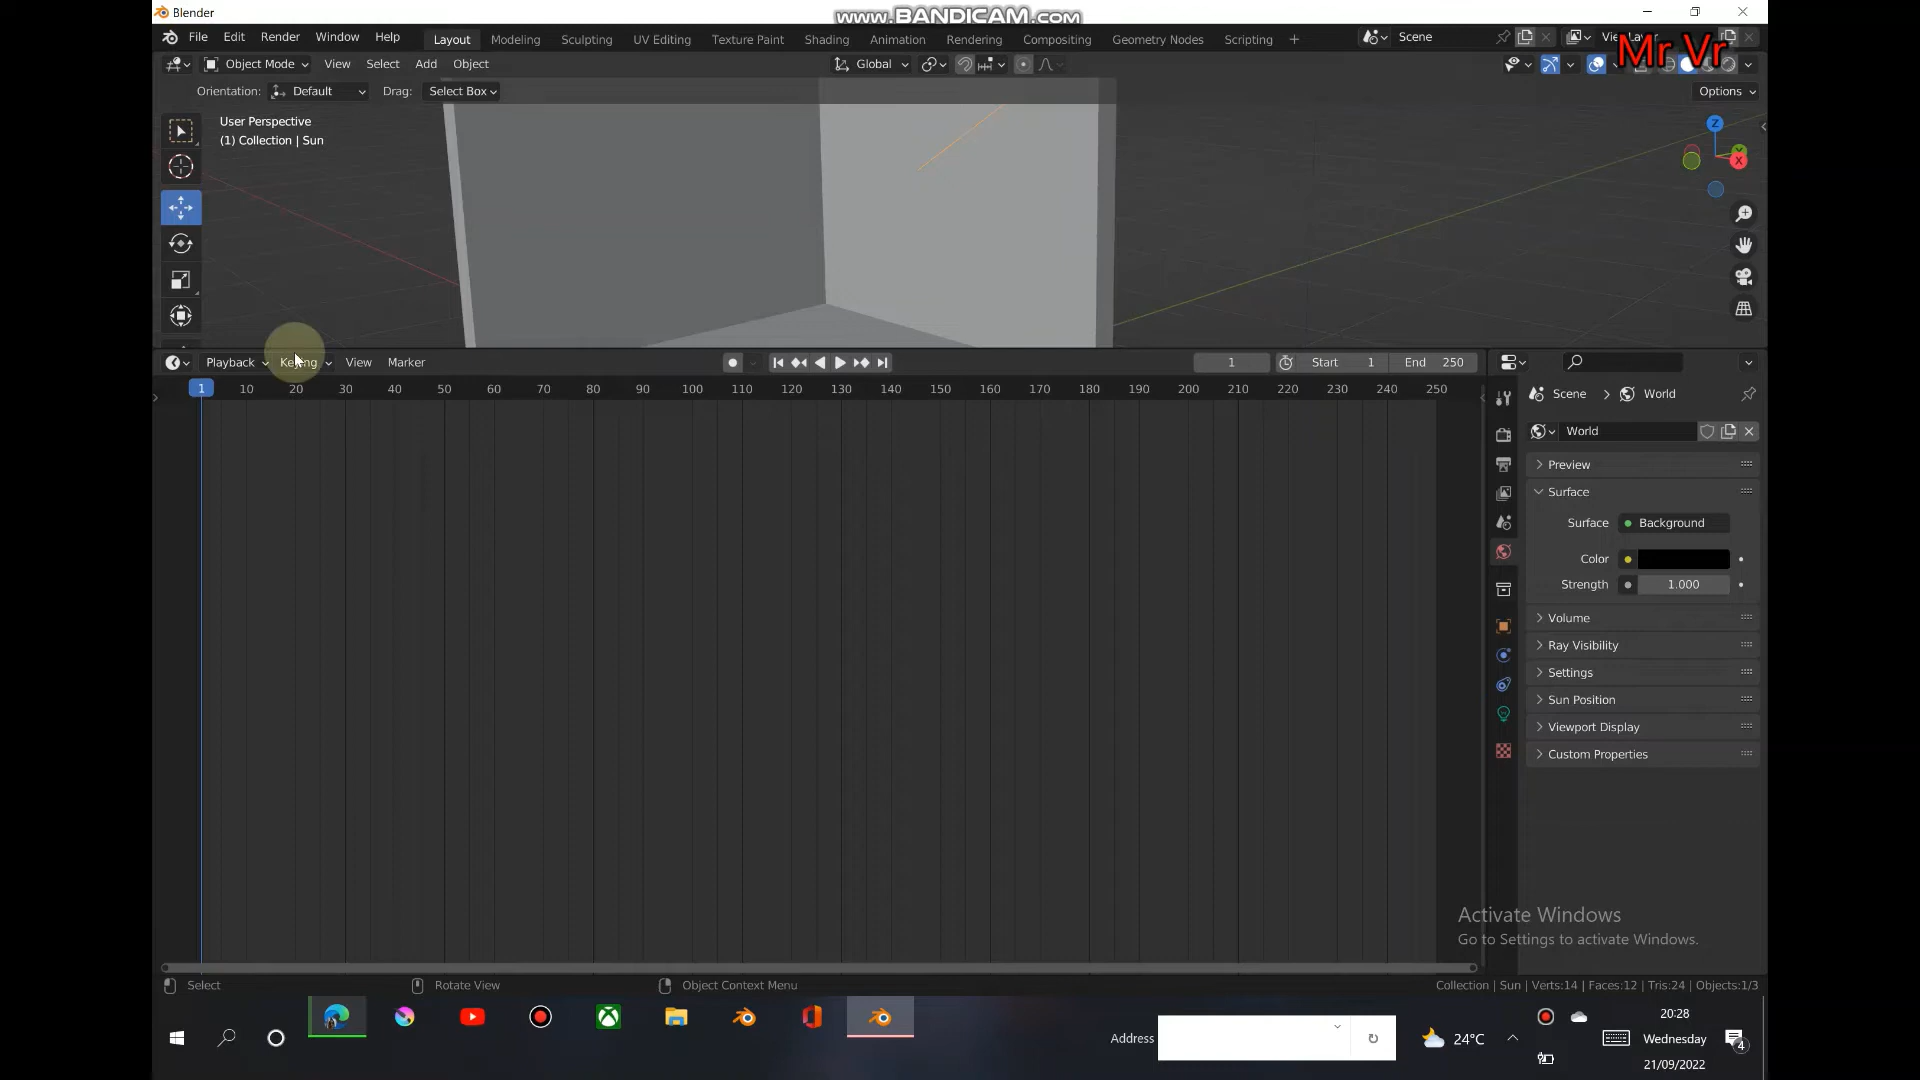 Blender
www.BANDICAM.com
File Edit Render Window Help Layout Modeling Sculpting UV Editing Texture Paint Shading Animation Rendering Compositing Geometry Nodes Scripting + Scene
Mr Vr
Object Mode View Select Add Object Global
Orientation: Default Drag: Select Box Options
User Perspective
(1) Collection | Sun
Z
Y
X
Playback Keying View Marker 1 Start 1 End 250
1 10 20 30 40 50 60 70 80 90 100 110 120 130 140 150 160 170 180 190 200 210 220 230 240 250
Scene > World
World
Preview
Surface
Surface Background
Color
Strength 1.000
Volume
Ray Visibility
Settings
Sun Position
Viewport Display
Custom Properties
Activate Windows
Go to Settings to activate Windows.
Select Rotate View Object Context Menu Collection | Sun | Verts:14 | Faces:12 | Tris:24 | Objects:1/3
Address 24°C
20:28
Wednesday
21/09/2022
4